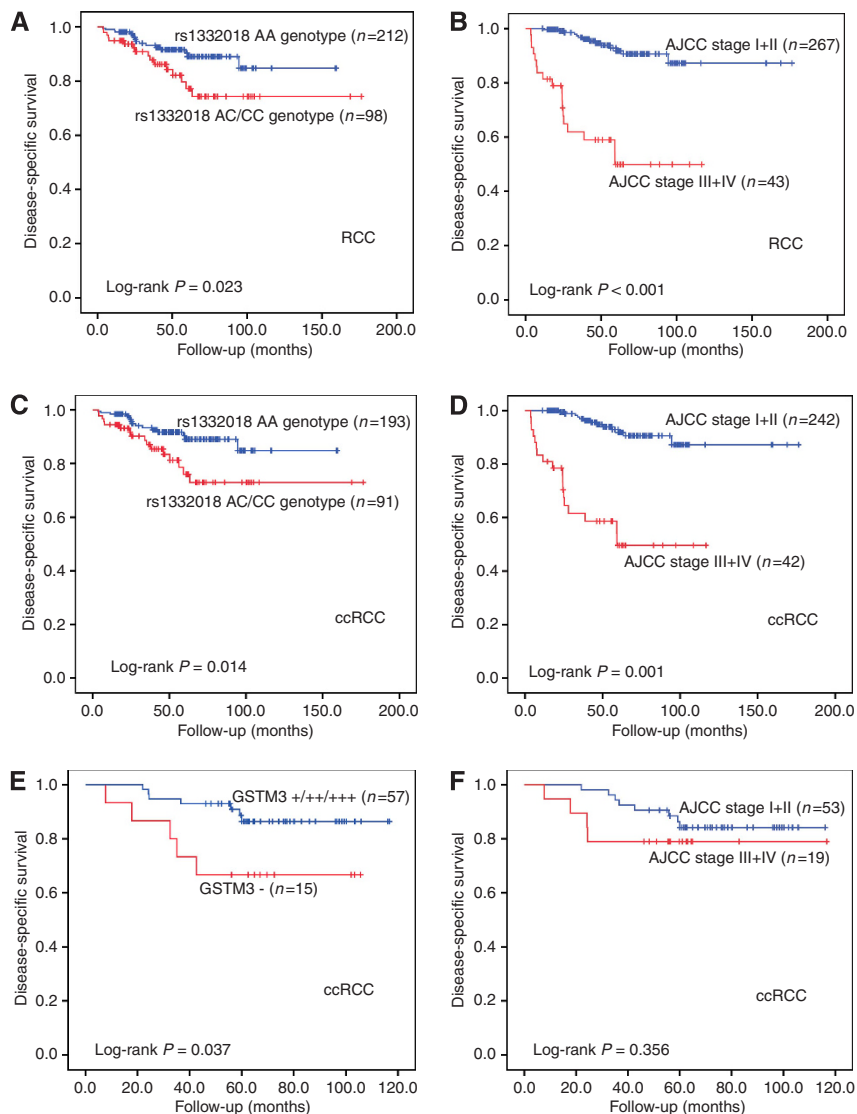 A
Disease-specific survival
1.0
0.8
0.6
0.4
0.2
0.0
rs1332018 AA genotype (n=212)
rs1332018 AC/CC genotype (n=98)
RCC
Log-rank P = 0.023
0.0 50.0 100.0 150.0 200.0
Follow-up (months)
B
Disease-specific survival
1.0
0.8
0.6
0.4
0.2
0.0
AJCC stage I+II (n=267)
AJCC stage III+IV (n=43)
RCC
Log-rank P < 0.001
0.0 50.0 100.0 150.0 200.0
Follow-up (months)
C
Disease-specific survival
1.0
0.8
0.6
0.4
0.2
0.0
rs1332018 AA genotype (n=193)
rs1332018 AC/CC genotype (n=91)
ccRCC
Log-rank P = 0.014
0.0 50.0 100.0 150.0 200.0
Follow-up (months)
D
Disease-specific survival
1.0
0.8
0.6
0.4
0.2
0.0
AJCC stage I+II (n=242)
AJCC stage III+IV (n=42)
ccRCC
Log-rank P = 0.001
0.0 50.0 100.0 150.0 200.0
Follow-up (months)
E
Disease-specific survival
1.0
0.8
0.6
0.4
0.2
0.0
GSTM3 +/++/+++ (n=57)
GSTM3 - (n=15)
ccRCC
Log-rank P = 0.037
0.0 20.0 40.0 60.0 80.0 100.0 120.0
Follow-up (months)
F
Disease-specific survival
1.0
0.8
0.6
0.4
0.2
0.0
AJCC stage I+II (n=53)
AJCC stage III+IV (n=19)
ccRCC
Log-rank P = 0.356
0.0 20.0 40.0 60.0 80.0 100.0 120.0
Follow-up (months)